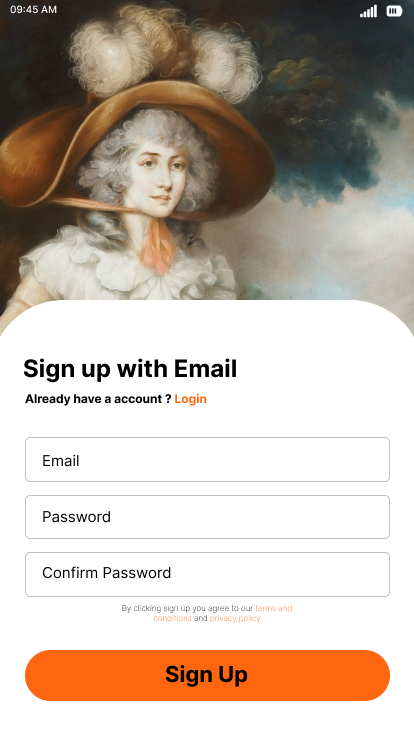 09:45 AM
Sign up with Email
Already have a account ? Login
Email
Password
Confirm Password
By clicking sign up you agree to our terms and
conditions and privacy policy
Sign Up